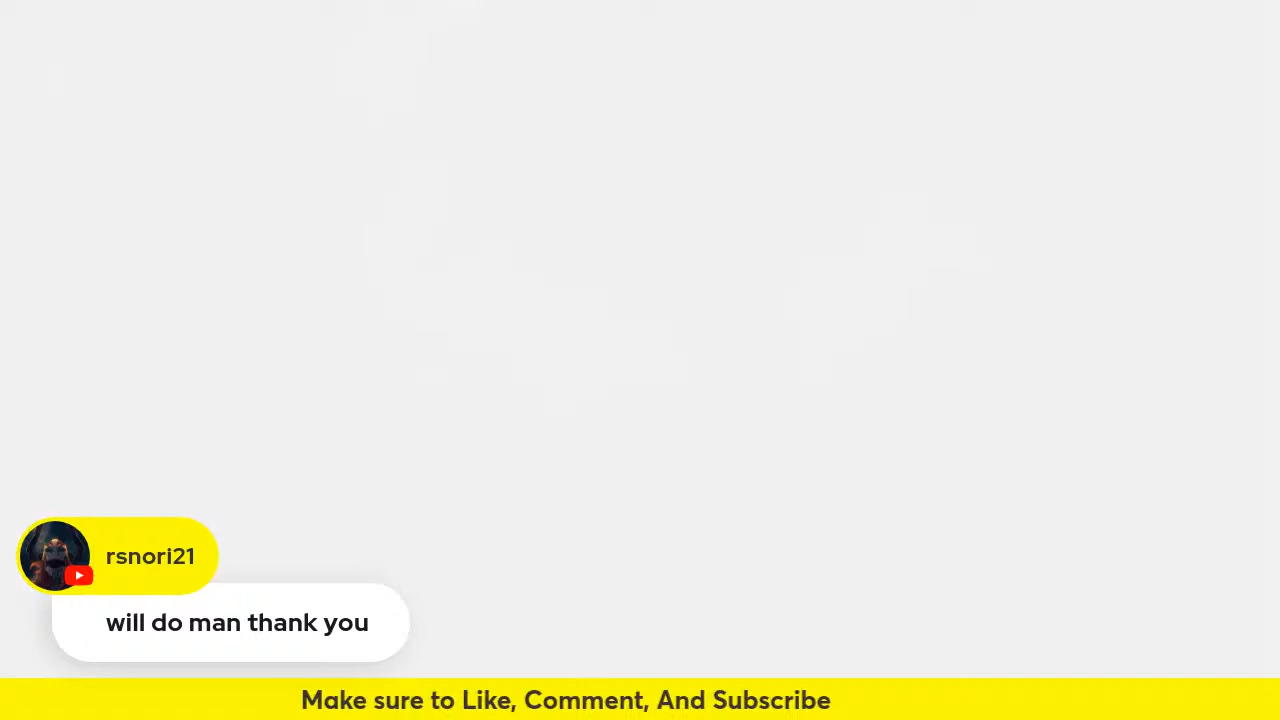 rsnori21
will do man thank you
Make sure to Like, Comment, And Subscribe